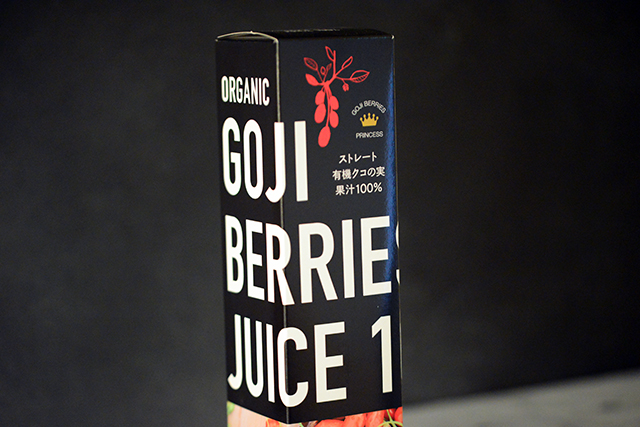 ORGANIC
GOJI
BERRIES
JUICE 1
GOJI BERRIES
PRINCESS
ストレート
有機クコの実
果汁100%